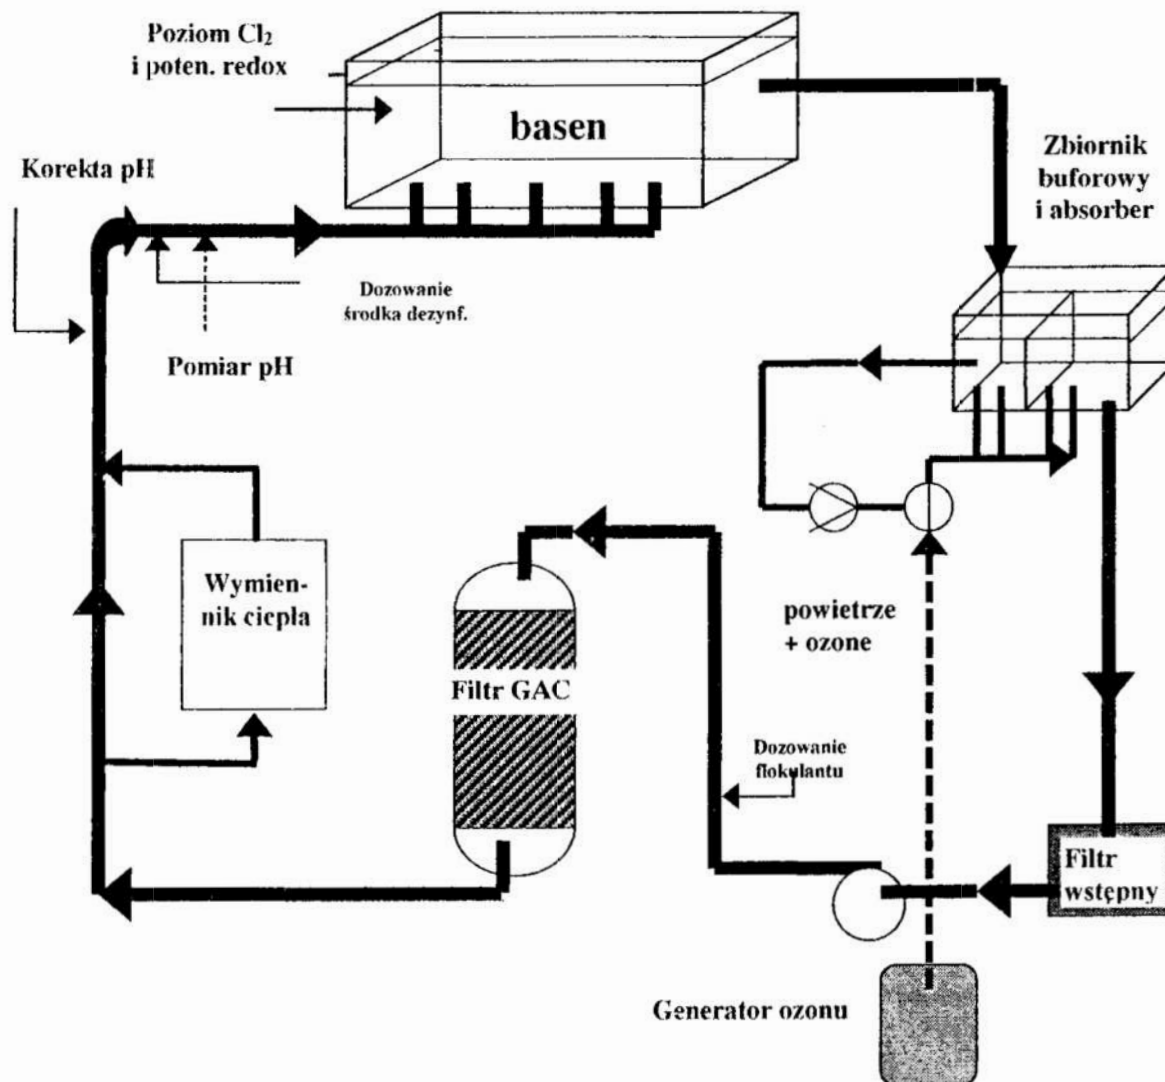 Poziom Cl₂
i poten. redox
basen
Korekta pH
Zbiornik
buforowy
i absorber
Dozowanie
środka dezynf.
Pomiar pH
Wymien-
nik ciepła
powietrze
+ ozone
Filtr GAC
Dozowanie
flokulantu
Filtr
wstępny
Generator ozonu